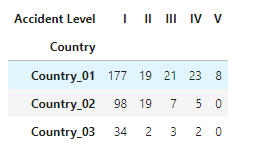 Accident Level I II III IV V
Country
Country_01 177 19 21 23 8
Country_02 98 19 7 5 0
Country_03 34 2 3 2 0